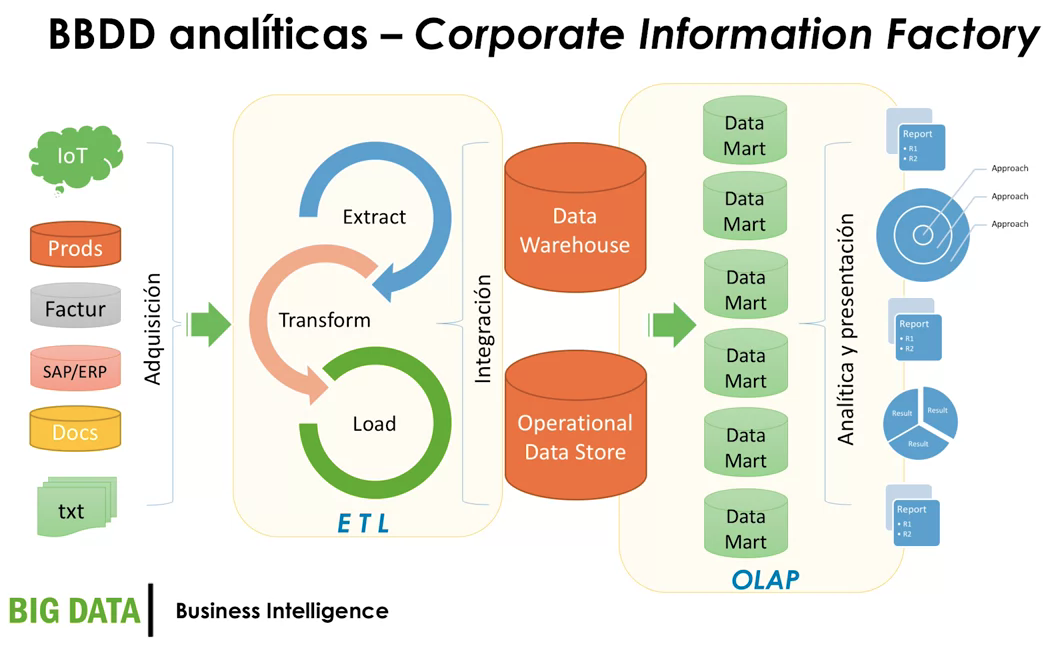 BBDD analíticas – Corporate Information Factory
IoT
Prods
Factur
SAP/ERP
Docs
txt
Adquisición
Extract
Transform
Load
E T L
Integración
Data
Warehouse
Operational
Data Store
Data
Mart
Data
Mart
Data
Mart
Data
Mart
Data
Mart
Data
Mart
OLAP
Analítica y presentación
Report
• R1
• R2
Approach
Approach
Approach
Report
• R1
• R2
Result
Result
Result
Report
• R1
• R2
BIG DATA
Business Intelligence